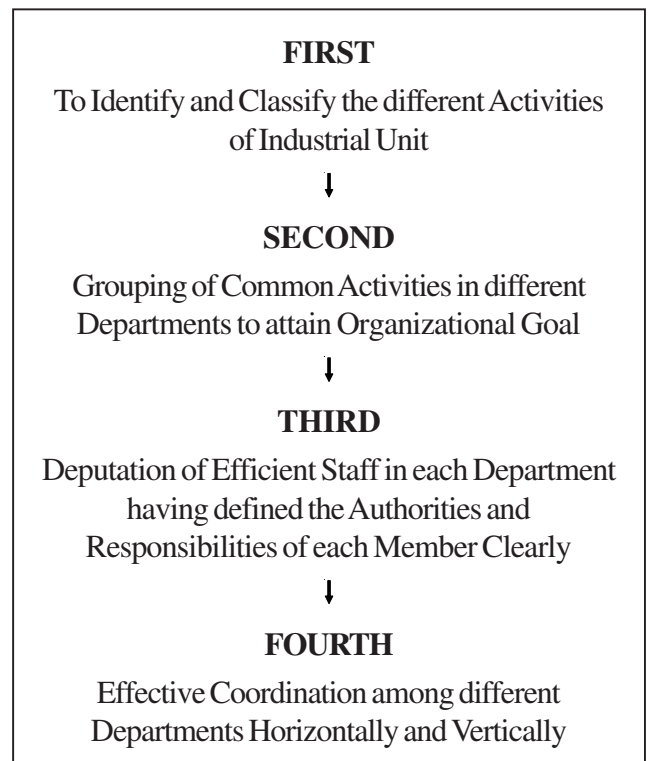 FIRST
To Identify and Classify the different Activities
of Industrial Unit
SECOND
Grouping of Common Activities in different
Departments to attain Organizational Goal
THIRD
Deputation of Efficient Staff in each Department
having defined the Authorities and
Responsibilities of each Member Clearly
FOURTH
Effective Coordination among different
Departments Horizontally and Vertically